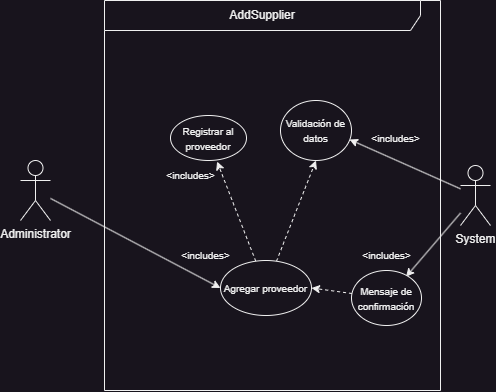 AddSupplier
Registrar al
proveedor
Validación de
datos
<includes>
<includes>
Administrator
System
<includes>
<includes>
Agregar proveedor
Mensaje de
confirmación